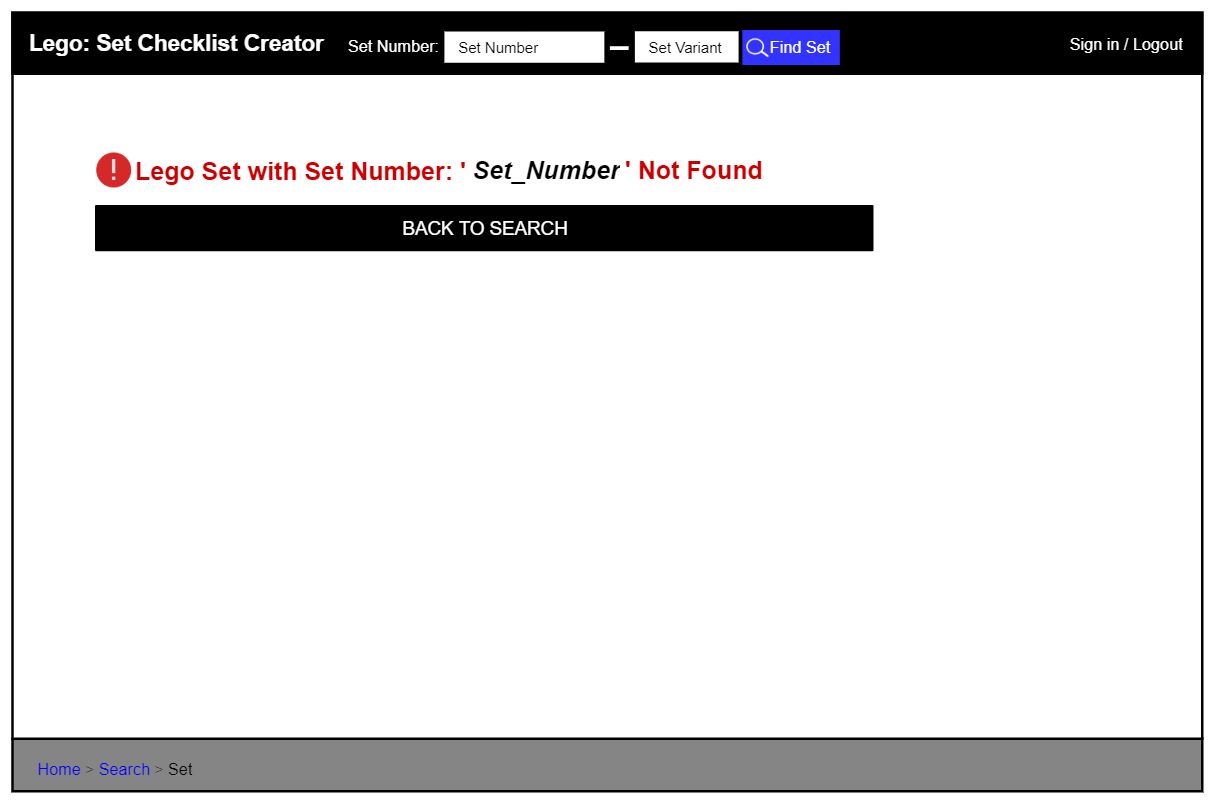 Lego: Set Checklist Creator Set Number: Set Number Set Variant Find Set Sign in / Logout
! Lego Set with Set Number: ' Set_Number ' Not Found
BACK TO SEARCH
Home > Search > Set